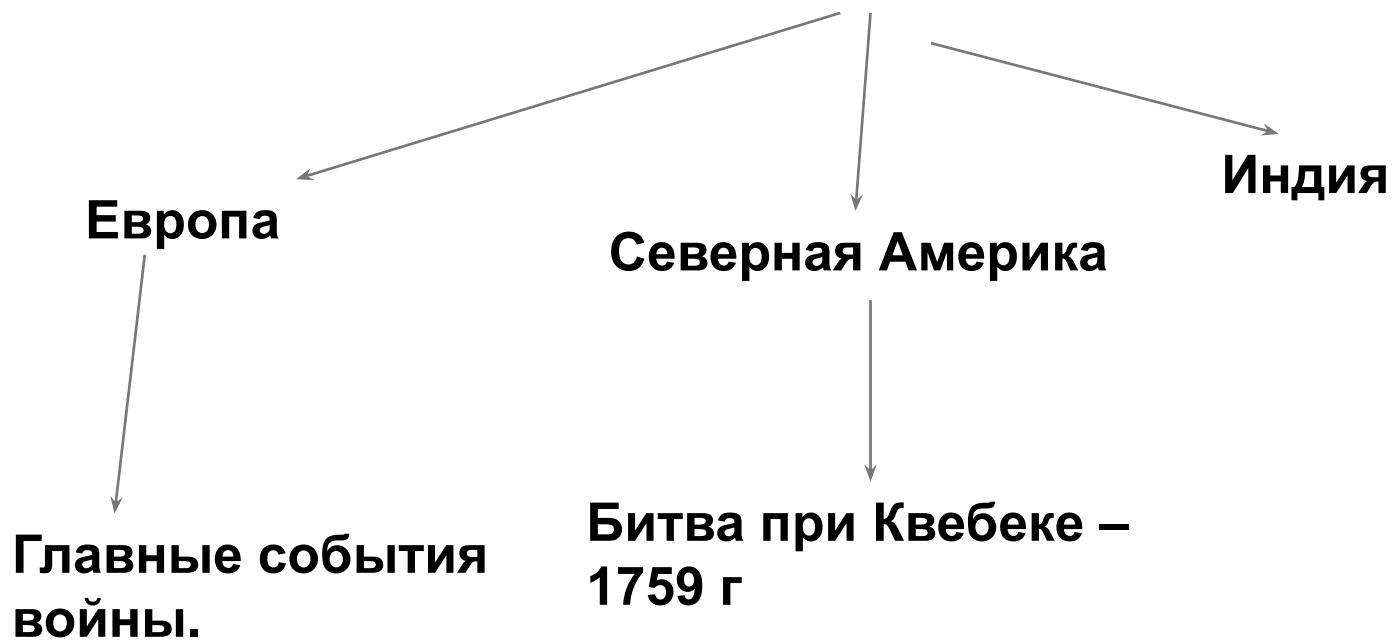 Индия
Европа
Северная Америка
Битва при Квебеке –
1759 г
Главные события
войны.